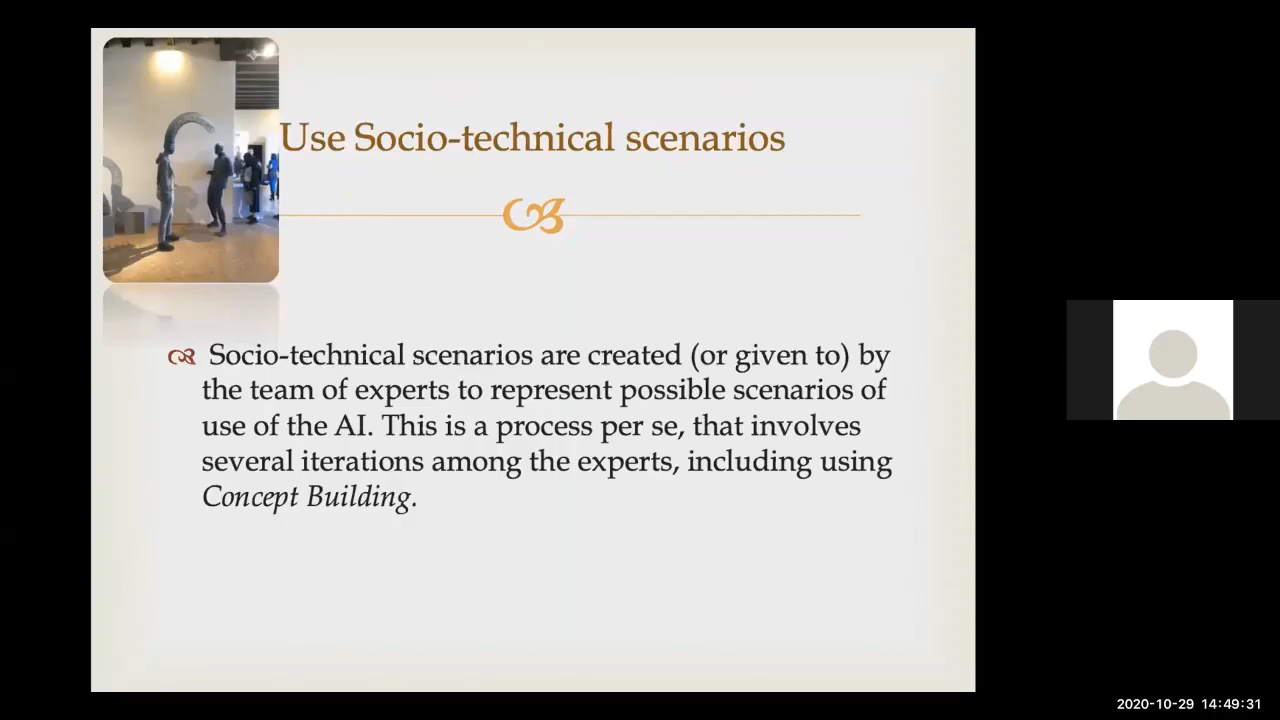 Use Socio-technical scenarios
Socio-technical scenarios are created (or given to) by
the team of experts to represent possible scenarios of
use of the AI. This is a process per se, that involves
several iterations among the experts, including using
Concept Building.
2020-10-29 14:49:31